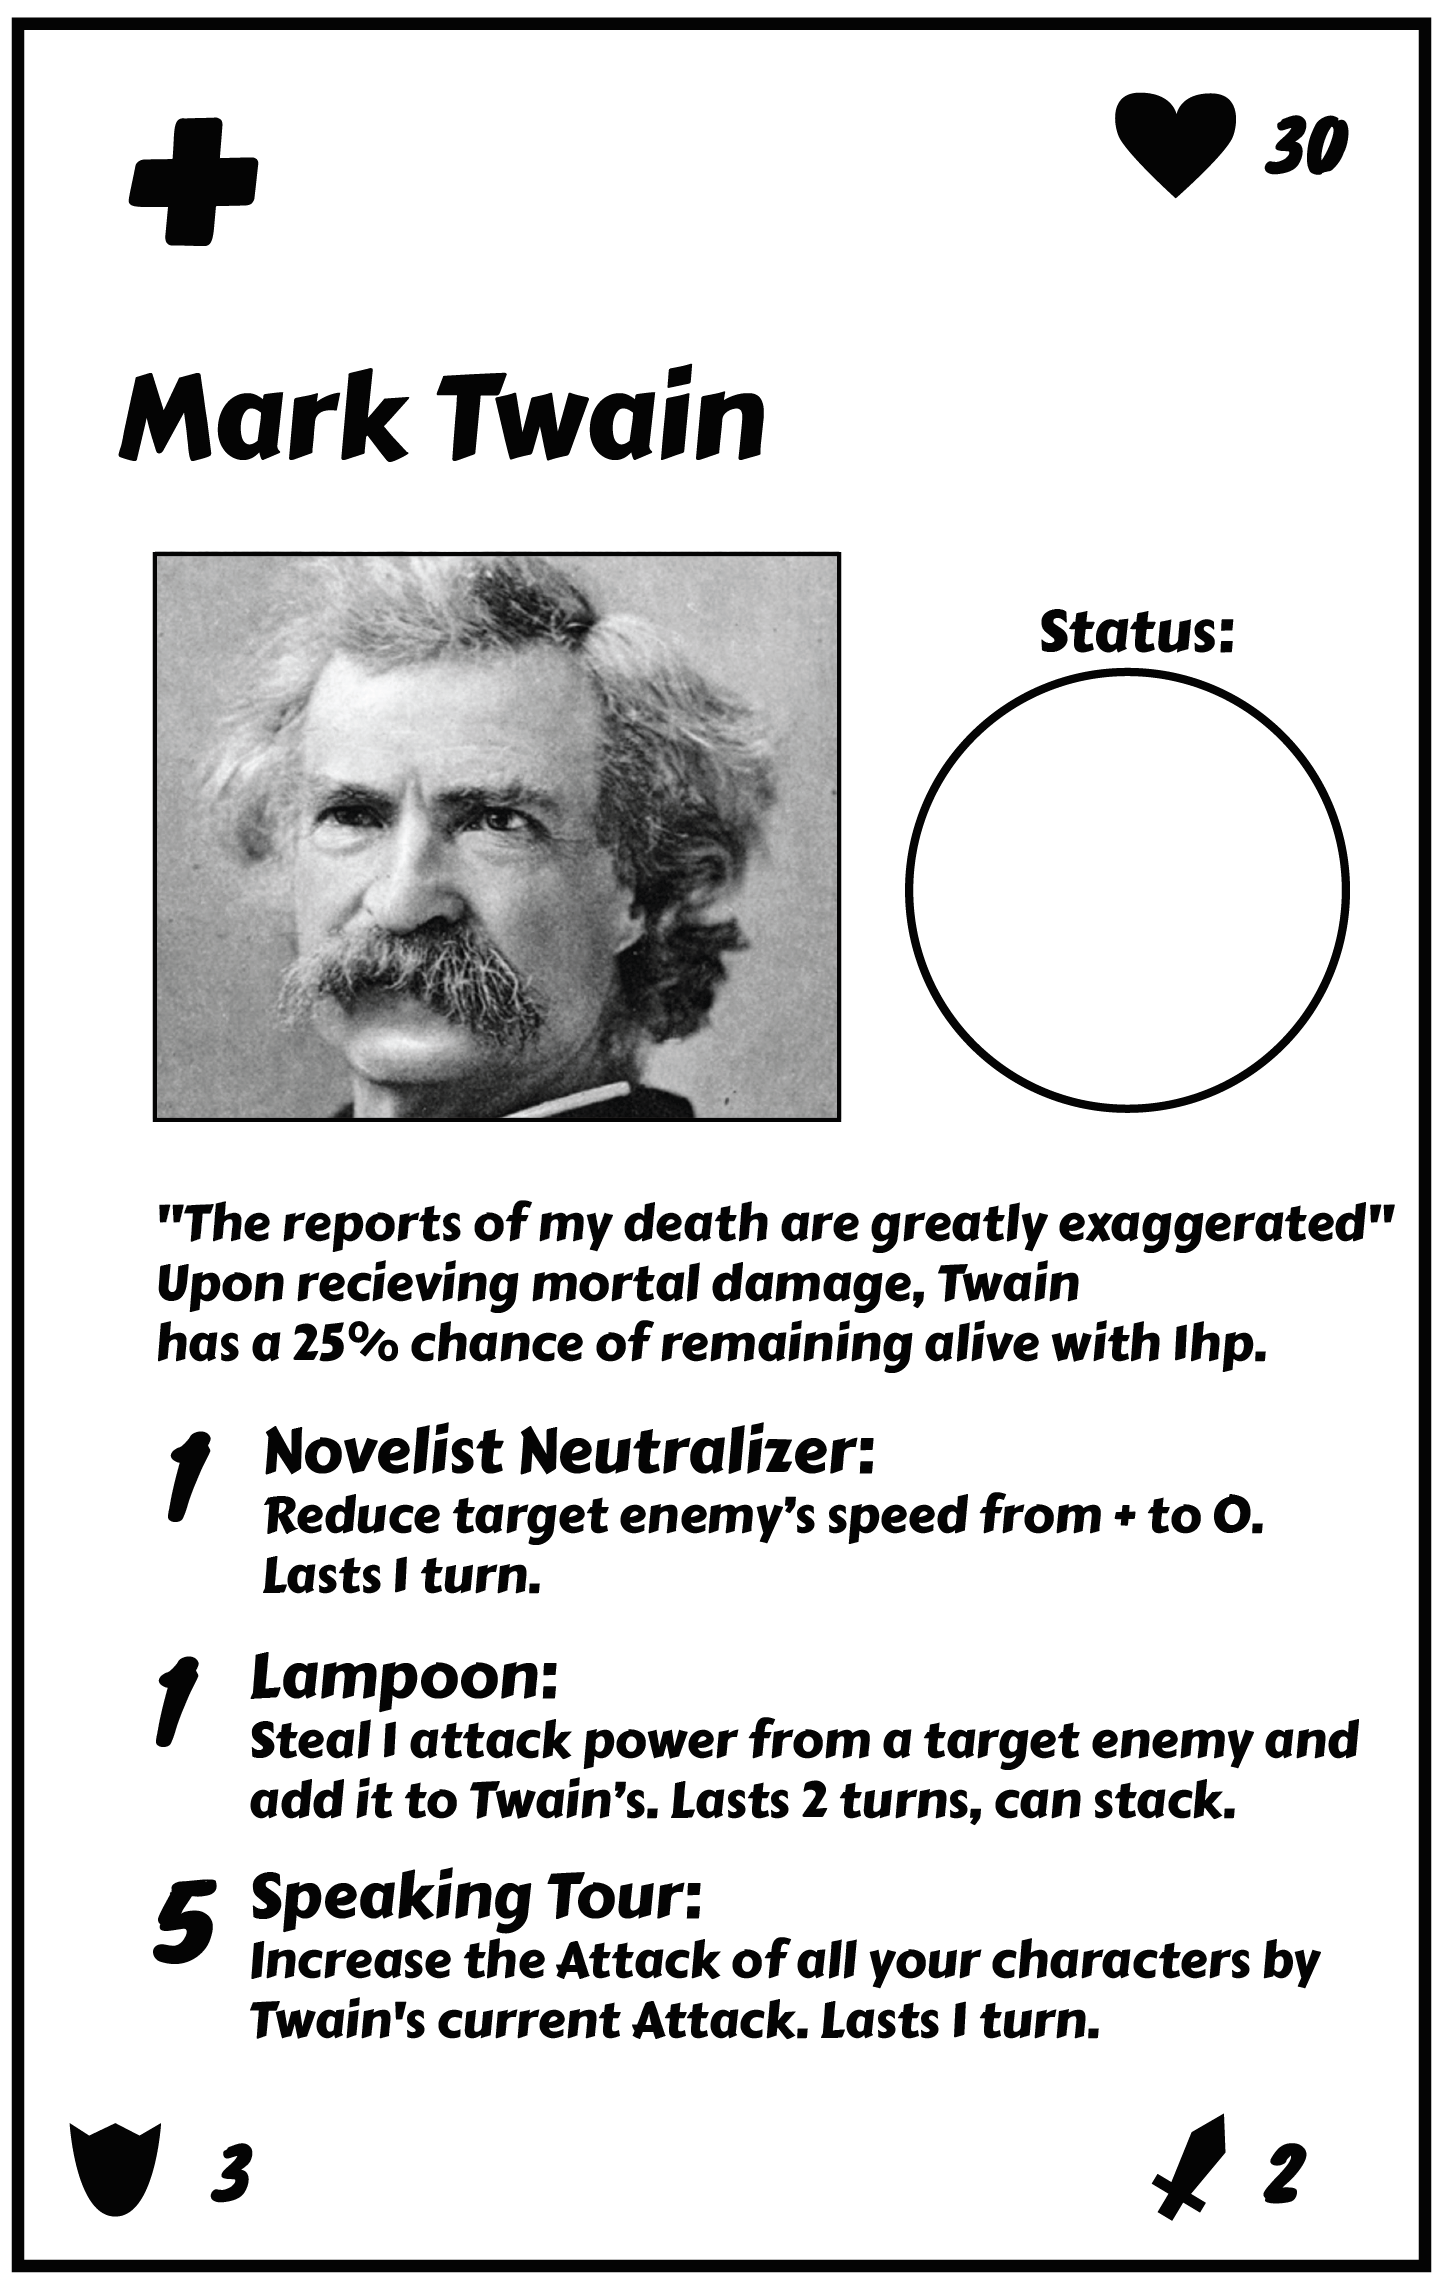 30
Mark Twain
Status:
"The reports of my death are greatly exaggerated"
Upon recieving mortal damage, Twain
has a 25% chance of remaining alive with 1hp.
1 Novelist Neutralizer:
Reduce target enemy’s speed from + to O.
Lasts 1 turn.
1 Lampoon:
Steal 1 attack power from a target enemy and
add it to Twain’s. Lasts 2 turns, can stack.
5 Speaking Tour:
Increase the Attack of all your characters by
Twain's current Attack. Lasts 1 turn.
3 2